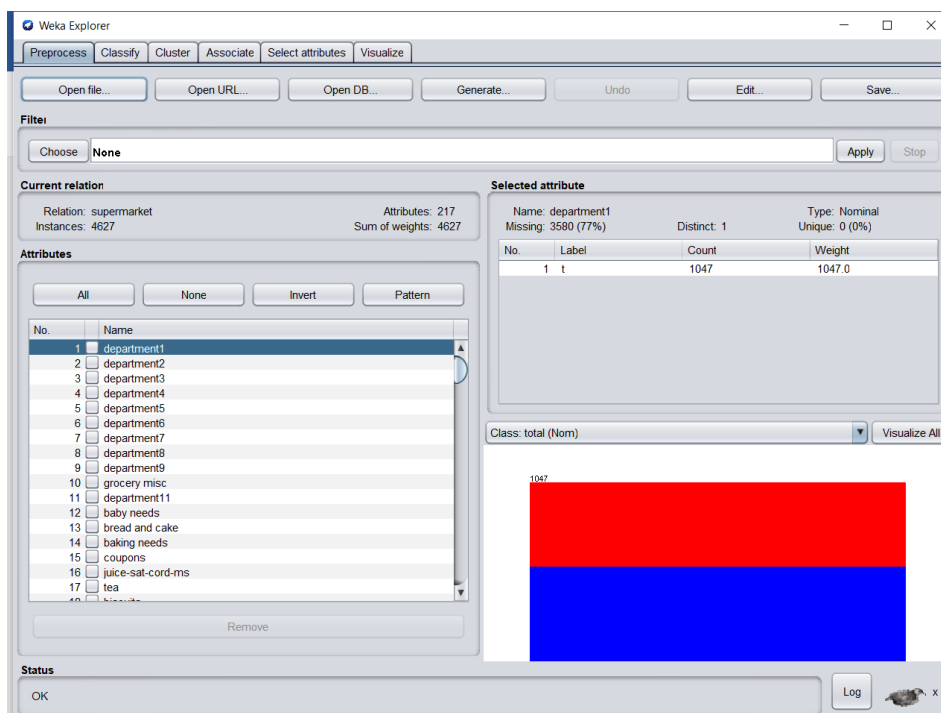 Weka Explorer
Preprocess Classify Cluster Associate Select attributes Visualize
Open file... Open URL... Open DB... Generate... Undo Edit... Save...
Filter
Choose None Apply Stop
Current relation
Relation: supermarket Attributes: 217
Instances: 4627 Sum of weights: 4627
Attributes
All None Invert Pattern
No. Name
1 department1
2 department2
3 department3
4 department4
5 department5
6 department6
7 department7
8 department8
9 department9
10 grocery misc
11 department11
12 baby needs
13 bread and cake
14 baking needs
15 coupons
16 juice-sat-cord-ms
17 tea
18 biscuits
Remove
Selected attribute
Name: department1 Type: Nominal
Missing: 3580 (77%) Distinct: 1 Unique: 0 (0%)
No. Label Count Weight
1 t 1047 1047.0
Class: total (Nom) Visualize All
1047
Status
OK
Log x